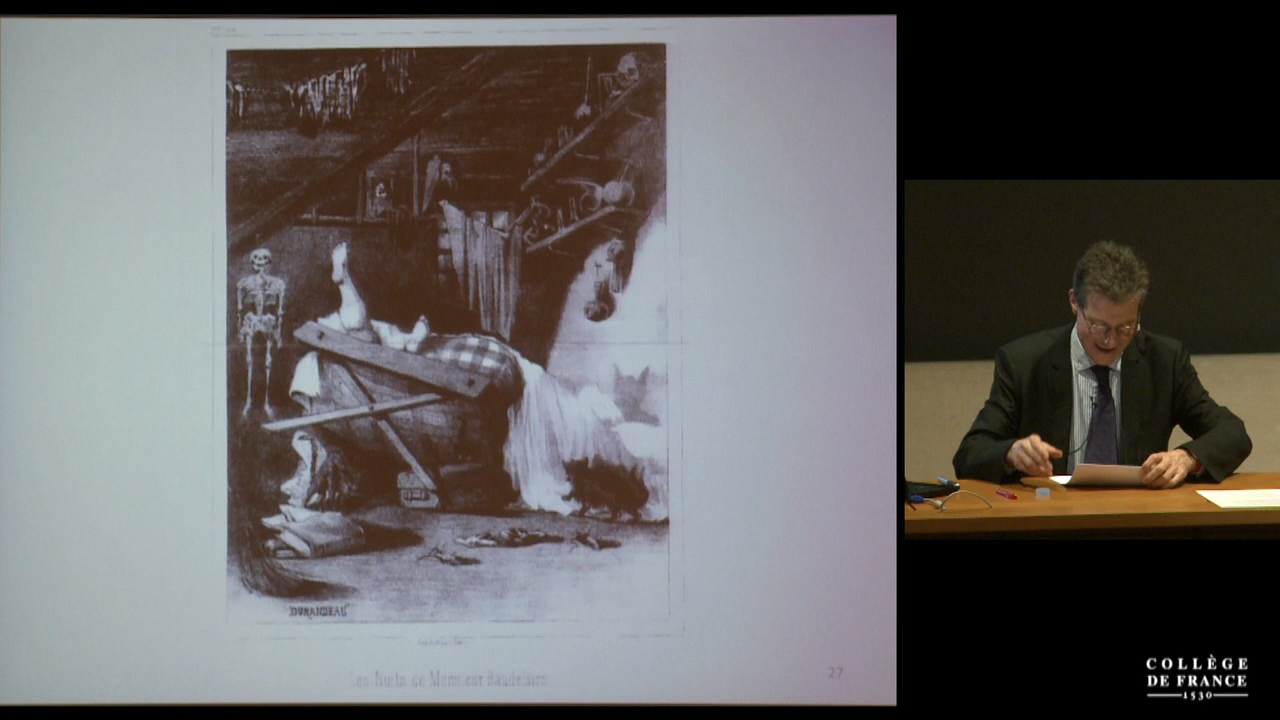 DURANDEAU
Les Nuits de Monsieur Baudelaire
27
COLLÈGE
DE FRANCE
1530